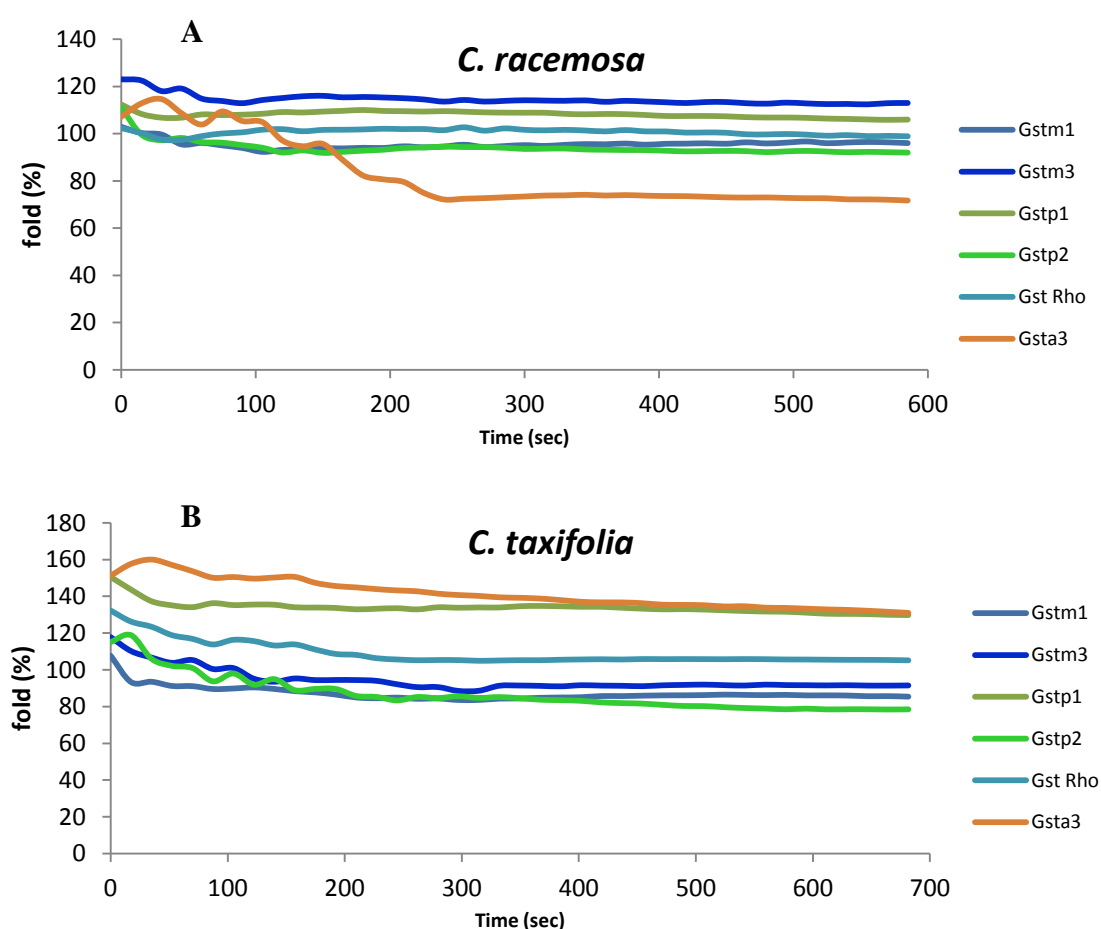 A
C. racemosa
140
120
100
80
60
40
20
0
fold (%)
0 100 200 300 400 500 600
Time (sec)
Gstm1
Gstm3
Gstp1
Gstp2
Gst Rho
Gsta3
B
C. taxifolia
180
160
140
120
100
80
60
40
20
0
fold (%)
0 100 200 300 400 500 600 700
Time (sec)
Gstm1
Gstm3
Gstp1
Gstp2
Gst Rho
Gsta3